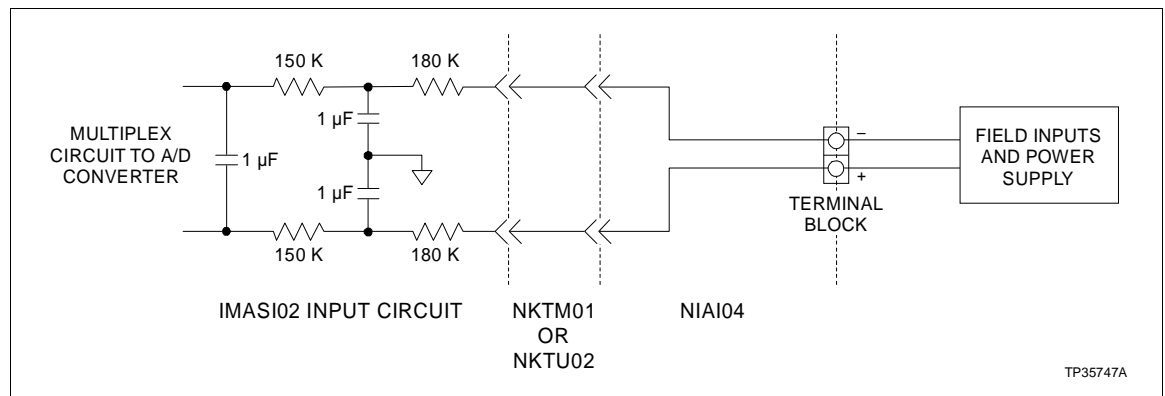 150 K
180 K
1 µF
MULTIPLEX
CIRCUIT TO A/D
CONVERTER
1 µF
1 µF
150 K
180 K
–
+
TERMINAL
BLOCK
FIELD INPUTS
AND POWER
SUPPLY
IMASI02 INPUT CIRCUIT
NKTM01
OR
NKTU02
NIAI04
TP35747A